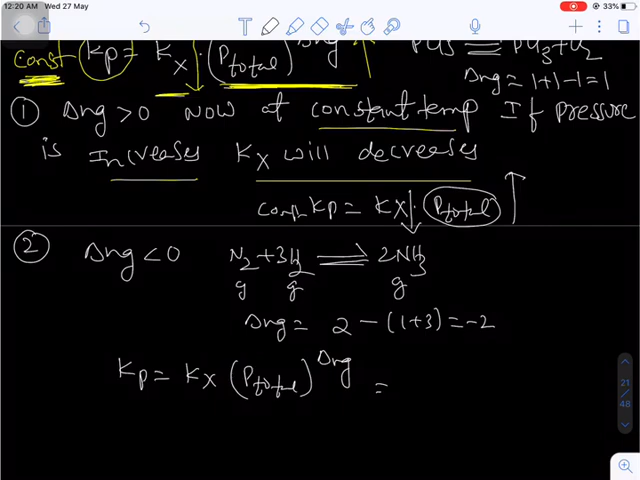 12:20 AM Wed 27 May 33%
Const Kp = Kx · (Ptotal)^Δng PCl5 ⇌ PCl3 + Cl2
Δng = 1+1-1=1
① Δng > 0 Now at constant temp If pressure
is Increases Kx will decreases
Kp = Kx · (Ptotal) ↑
② Δng < 0 N2 + 3H2 ⇌ 2NH3
g g g
Δng = 2 - (1+3) = -2
Kp = Kx (Ptotal)^Δng =
21
/
48